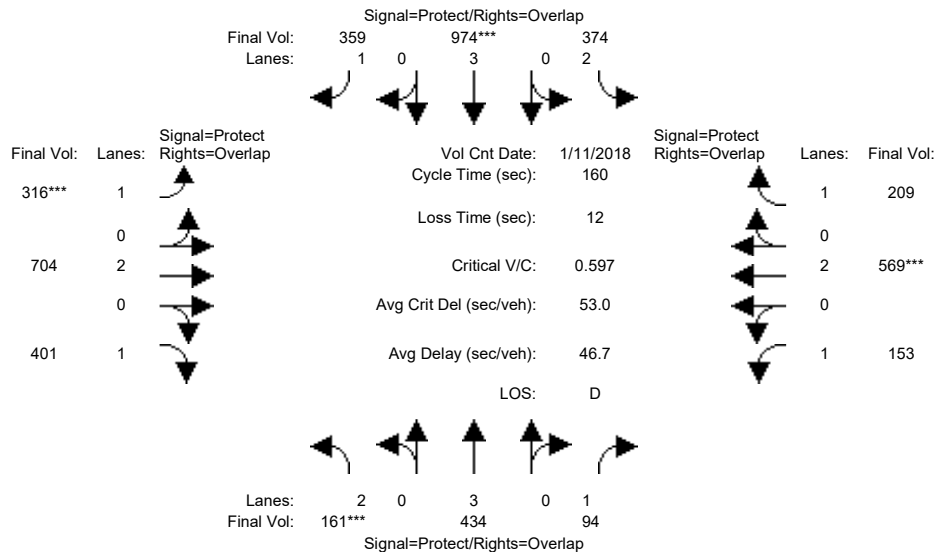 Signal=Protect/Rights=Overlap
Final Vol: 359 974*** 374
Lanes: 1 0 3 0 2
Signal=Protect Signal=Protect
Final Vol: Lanes: Rights=Overlap Vol Cnt Date: 1/11/2018 Rights=Overlap Lanes: Final Vol:
Cycle Time (sec): 160
316*** 1 1 209
Loss Time (sec): 12
0 0
704 2 Critical V/C: 0.597 2 569***
0 Avg Crit Del (sec/veh): 53.0 0
401 1 Avg Delay (sec/veh): 46.7 1 153
LOS: D
Lanes: 2 0 3 0 1
Final Vol: 161*** 434 94
Signal=Protect/Rights=Overlap